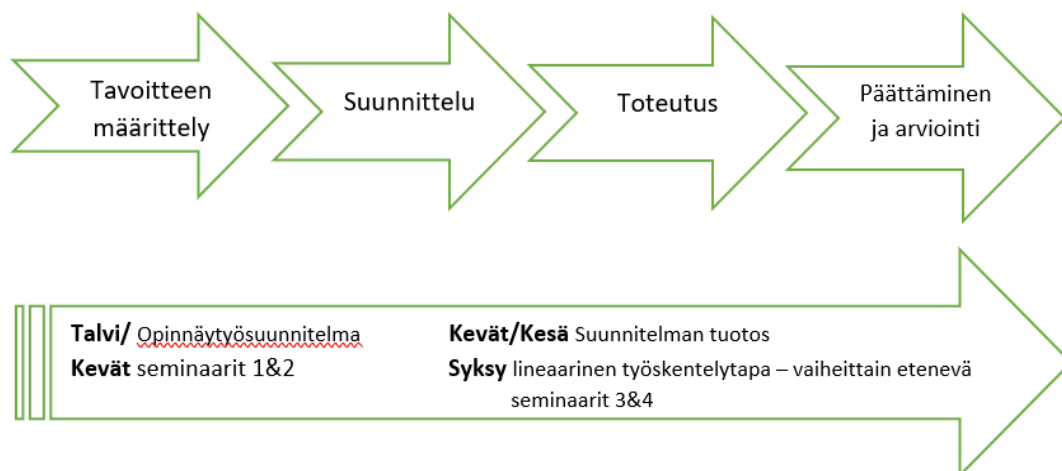 Tavoitteen
määrittely
Suunnittelu
Toteutus
Päättäminen
ja arviointi
Talvi/ Opinnäytyösuunnitelma
Kevät seminaarit 1&2
Kevät/Kesä Suunnitelman tuotos
Syksy lineaarinen työskentelytapa – vaiheittain etenevä
seminaarit 3&4